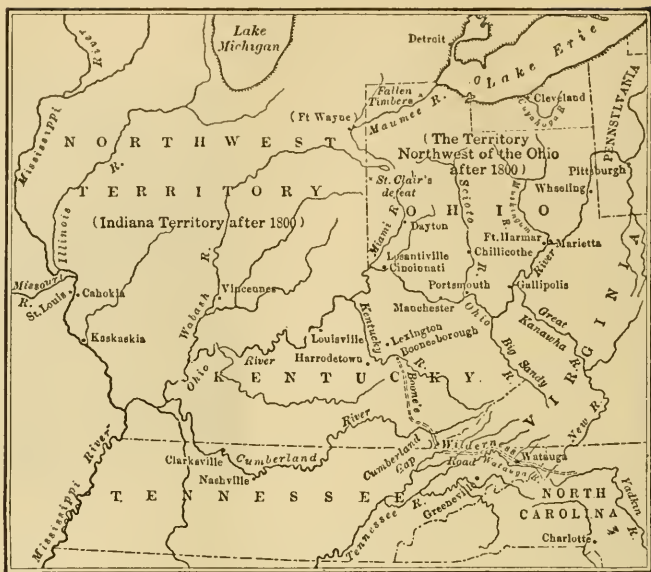 Lake
Michigan
River
Mississippi
Detroit
Lake Erie
Fallen
Timbers
Maumee R.
(Ft Wayne)
Cleveland
Cuyahoga R.
PENNSYLVANIA
Pittsburgh
NORTHWEST
TERRITORY
(Indiana Territory after 1800)
(The Territory
Northwest of the Ohio
after 1800)
St. Clair's
defeat
OHIO
Wheeling
Muskingum
R.
Ft. Harmar
Marietta
River
Scioto
R.
Miami R.
Dayton
Losantiville
Cincinnati
Chillicothe
Portsmouth
Gallipolis
Manchester
Ohio
Illinois R.
Missouri
R.
St. Louis
Cahokia
Kaskaskia
Wabash R.
Vincennes
Great
Kanawha
R.
Big Sandy
R.
VIRGINIA
New R.
Kentucky
R.
Louisville
Lexington
Boonesborough
Harrodstown
Boone's
Ohio River
KENTUCKY
Cumberland River
Cumberland
Gap
Wilderness
Road
Watauga R.
Watauga
Clarksville
Nashville
TENNESSEE
Tennessee R.
Greeneville
NORTH
CAROLINA
Yadkin
R.
Charlotte
Mississippi River